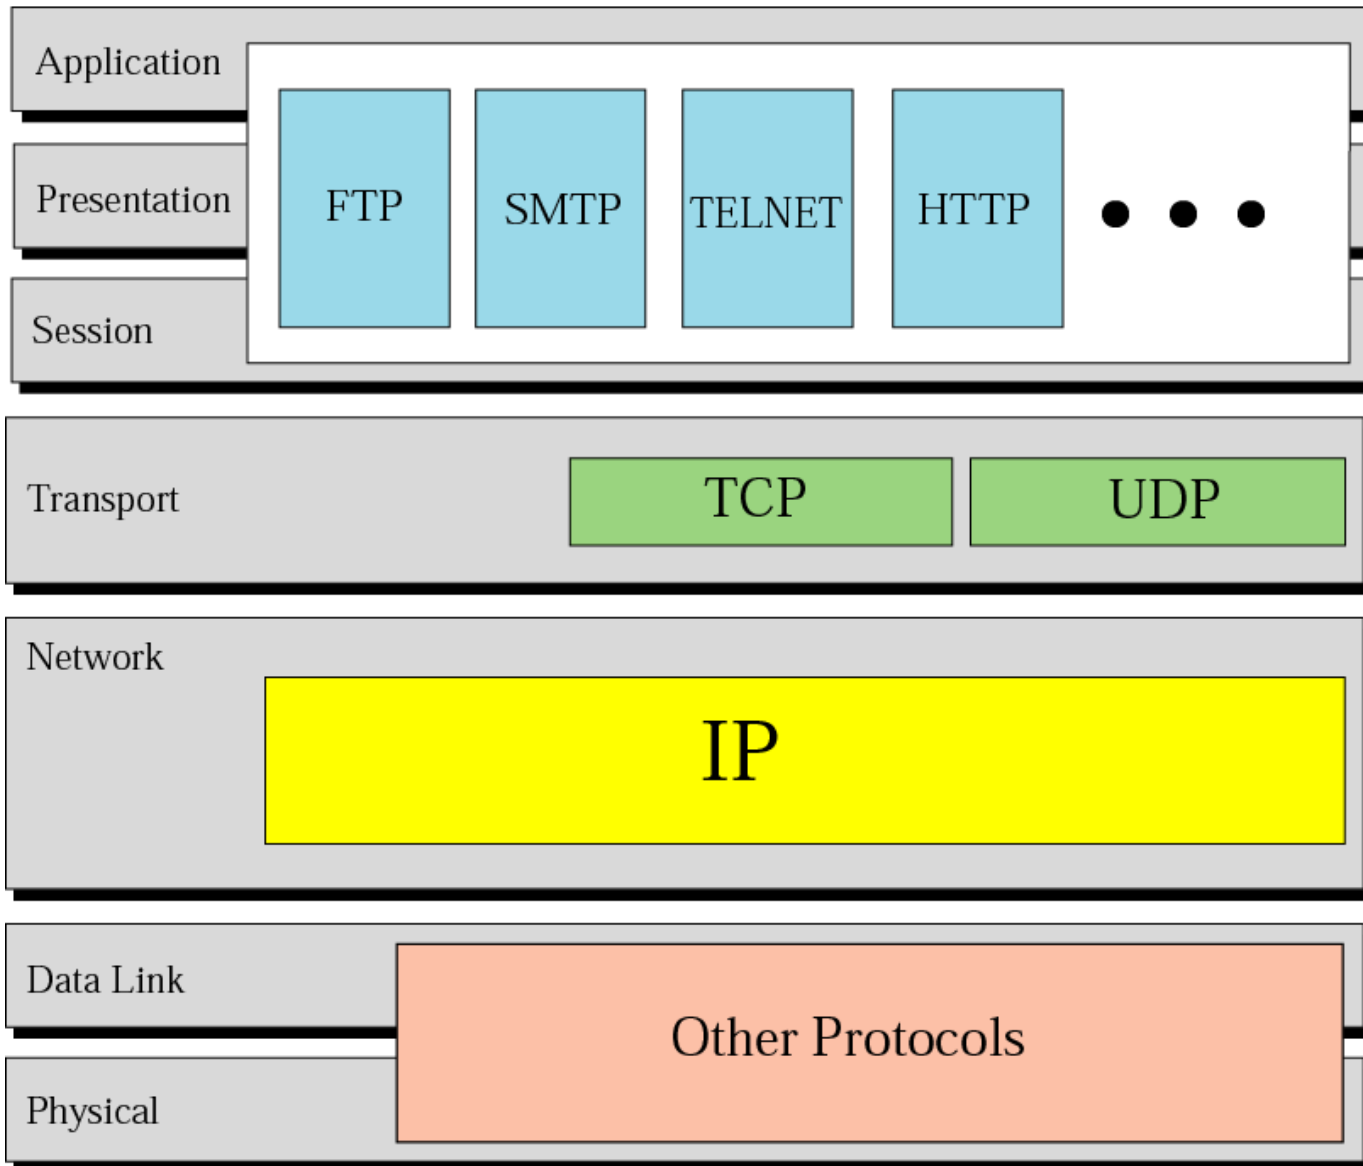 Application
Presentation
Session
FTP
SMTP
TELNET
HTTP
Transport
TCP
UDP
Network
IP
Data Link
Physical
Other Protocols